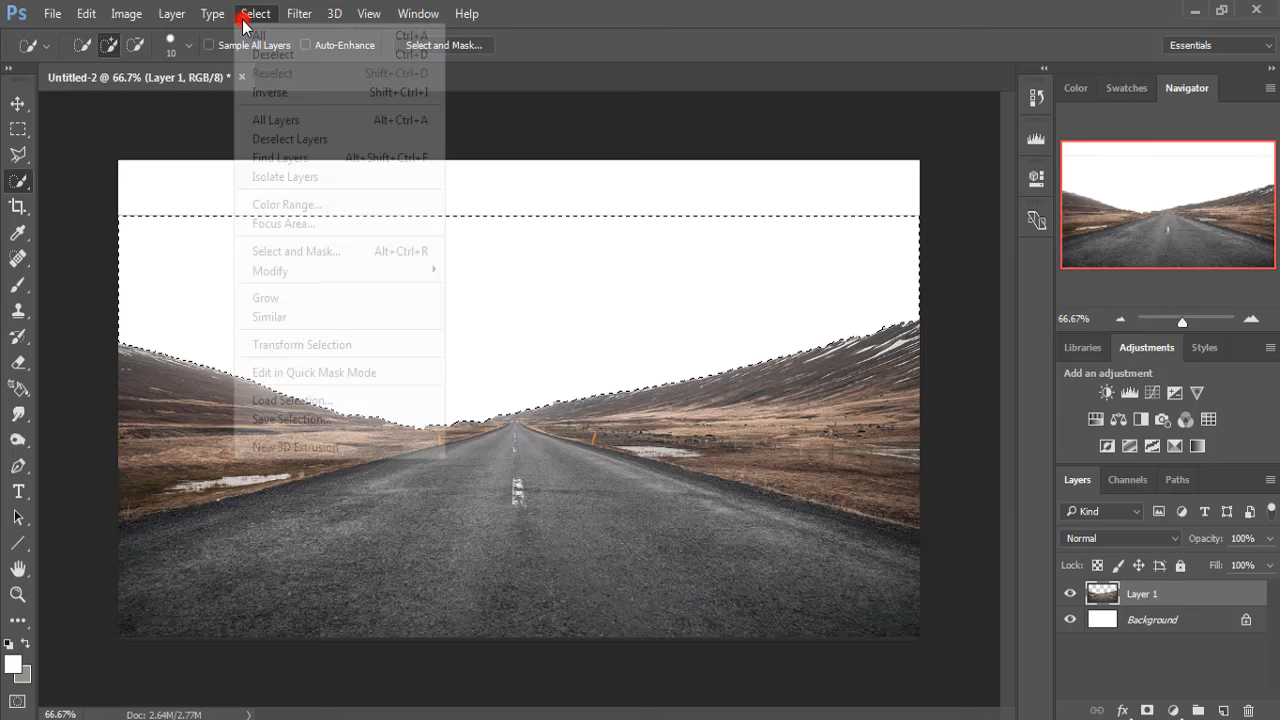 Ps File Edit Image Layer Type Select Filter 3D View Window Help
10 Sample All Layers Auto-Enhance Select and Mask... Essentials
Untitled-2 @ 66.7% (Layer 1, RGB/8) *
All Ctrl+A
Deselect Ctrl+D
Reselect Shift+Ctrl+D
Inverse Shift+Ctrl+I
All Layers Alt+Ctrl+A
Deselect Layers
Find Layers Alt+Shift+Ctrl+F
Isolate Layers
Color Range...
Focus Area...
Select and Mask... Alt+Ctrl+R
Modify
Grow
Similar
Transform Selection
Edit in Quick Mask Mode
Load Selection...
Save Selection...
New 3D Extrusion
Color Swatches Navigator
66.67%
Libraries Adjustments Styles
Add an adjustment
Layers Channels Paths
Kind
Normal Opacity: 100%
Lock: Fill: 100%
Layer 1
Background
66.67% Doc: 2.64M/2.77M